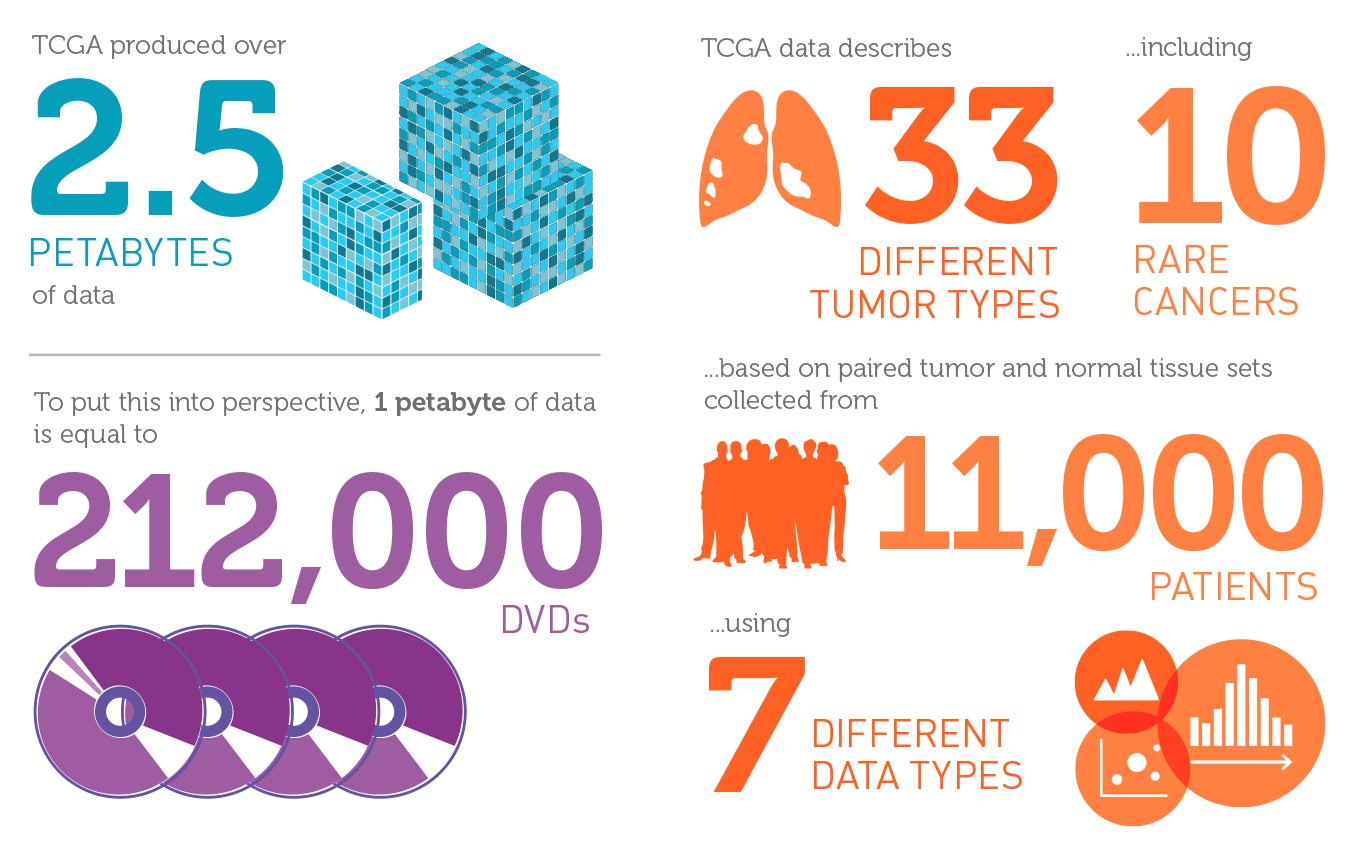 TCGA produced over
2.5
PETABYTES
of data
To put this into perspective, 1 petabyte of data
is equal to
212,000
DVDs
TCGA data describes
33
DIFFERENT
TUMOR TYPES
...including
10
RARE
CANCERS
...based on paired tumor and normal tissue sets
collected from
11,000
PATIENTS
...using
7
DIFFERENT
DATA TYPES